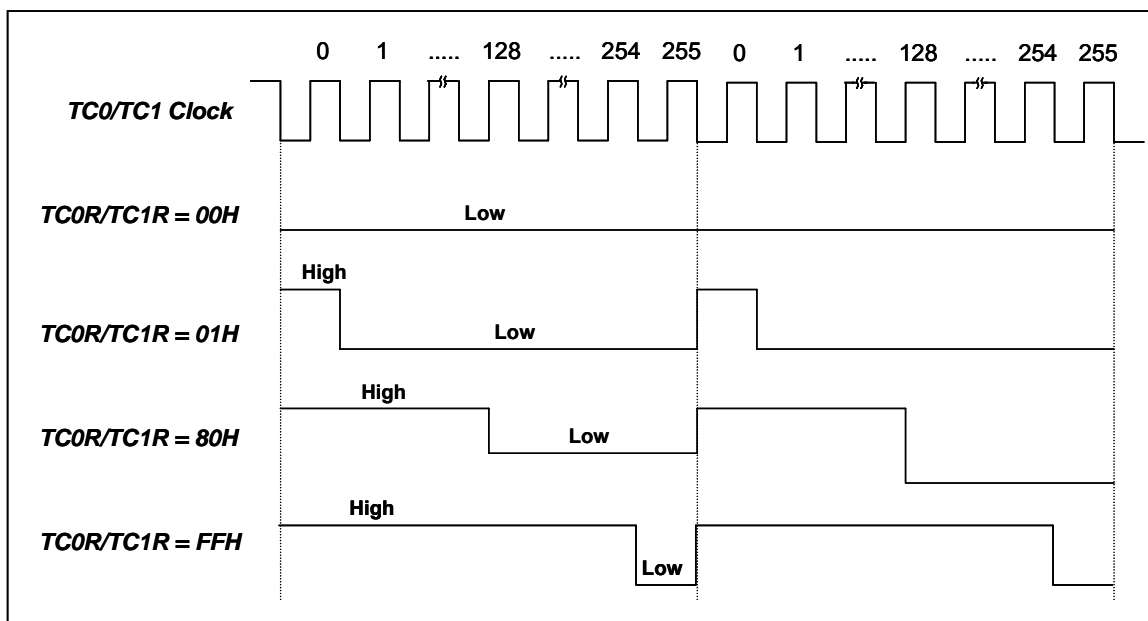 0 1 ..... 128 ..... 254 255 0 1 ..... 128 ..... 254 255
TC0/TC1 Clock
TC0R/TC1R = 00H
Low
High
TC0R/TC1R = 01H
Low
High
TC0R/TC1R = 80H
Low
High
TC0R/TC1R = FFH
Low